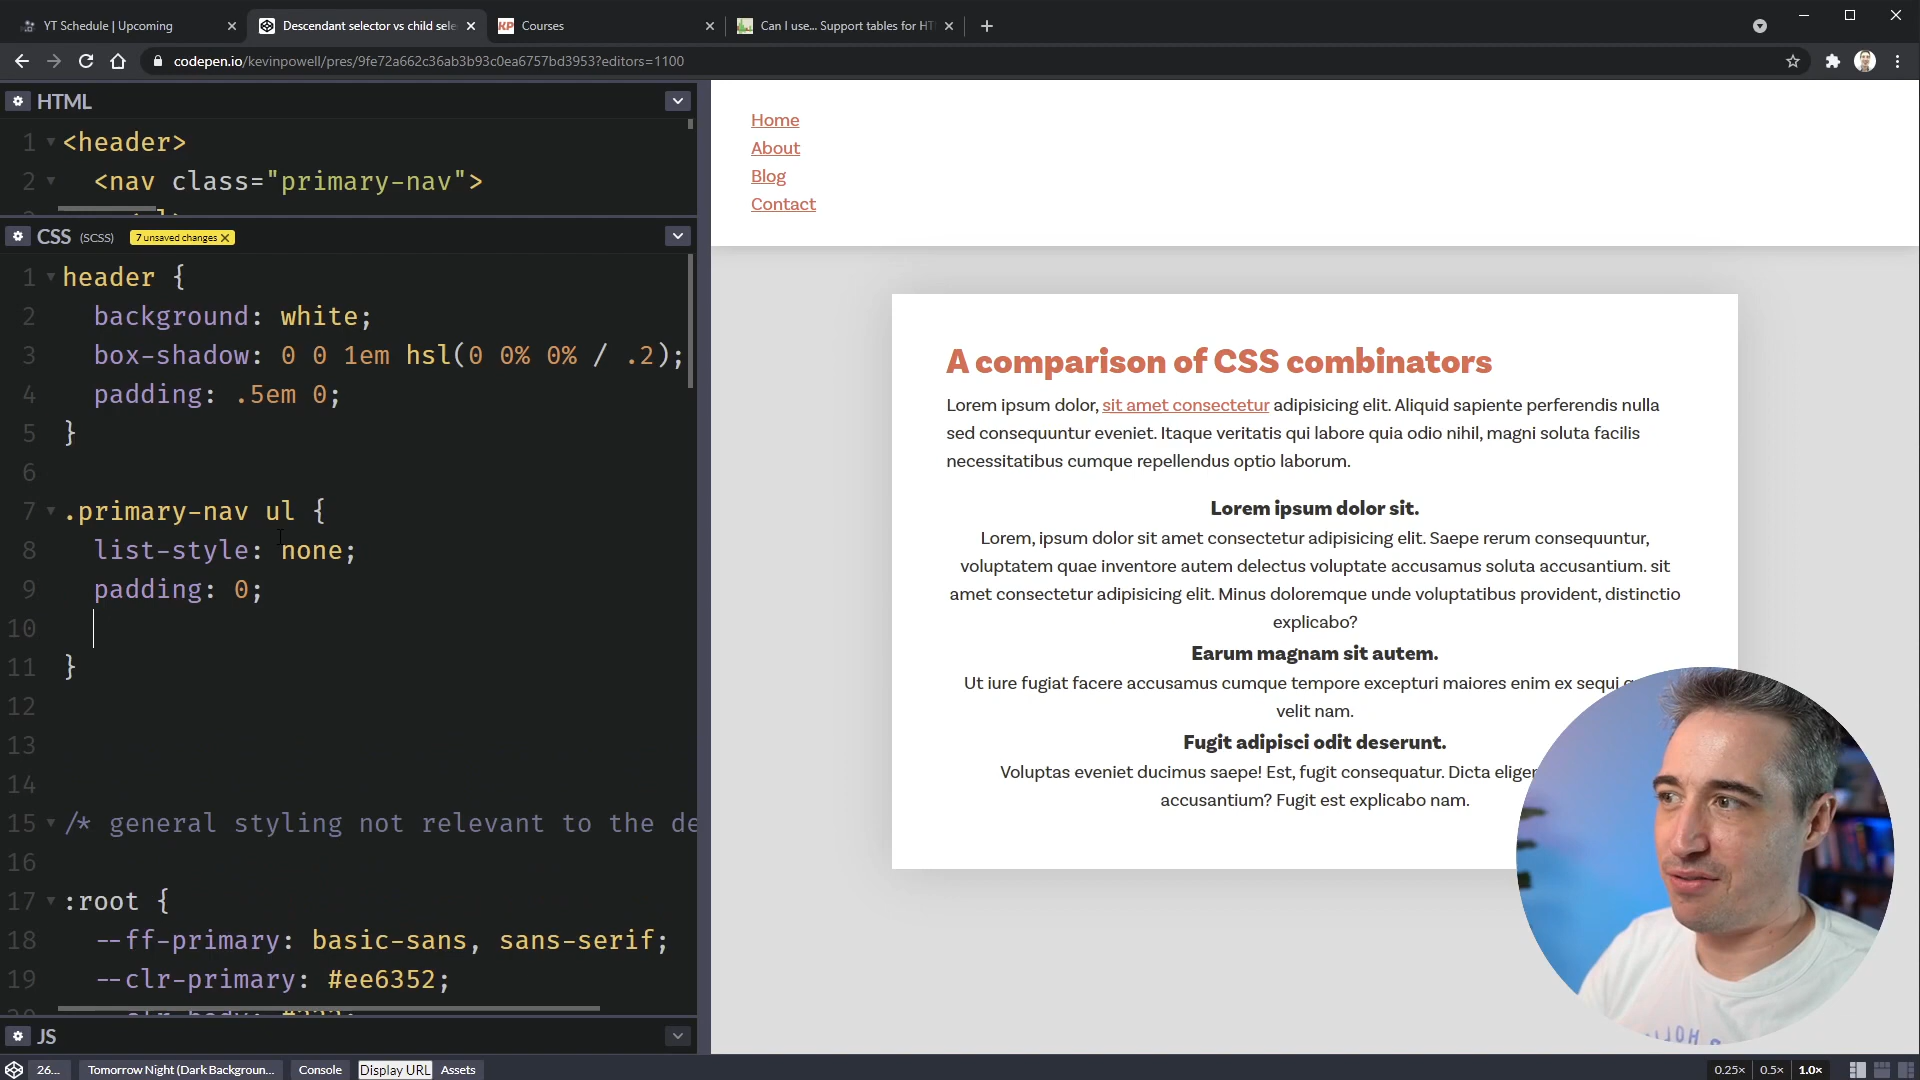 YT Schedule | Upcoming
Descendant selector vs child sele
KP Courses
Can I use... Support tables for HT
codepen.io/kevinpowell/pres/9fe72a662c36ab3b93c0ea6757bd3953?editors=1100
HTML
1 <header>
2 <nav class="primary-nav">
CSS (SCSS) 7 unsaved changes X
1 header {
2 background: white;
3 box-shadow: 0 0 1em hsl(0 0% 0% / .2);
4 padding: .5em 0;
5 }
6
7 .primary-nav ul {
8 list-style: none;
9 padding: 0;
10
11 }
12
13
14
15 /* general styling not relevant to the de
16
17 :root {
18 --ff-primary: basic-sans, sans-serif;
19 --clr-primary: #ee6352;
JS
26...
Tomorrow Night (Dark Backgroun...
Console
Display URL
Assets
Home
About
Blog
Contact
A comparison of CSS combinators
Lorem ipsum dolor, sit amet consectetur adipisicing elit. Aliquid sapiente perferendis nulla
sed consequuntur eveniet. Itaque veritatis qui labore quia odio nihil, magni soluta facilis
necessitatibus cumque repellendus optio laborum.
Lorem ipsum dolor sit.
Lorem, ipsum dolor sit amet consectetur adipisicing elit. Saepe rerum consequuntur,
voluptatem quae inventore autem delectus voluptate accusamus soluta accusantium. sit
amet consectetur adipisicing elit. Minus doloremque unde voluptatibus provident, distinctio
explicabo?
Earum magnam sit autem.
Ut iure fugiat facere accusamus cumque tempore excepturi maiores enim ex sequi
velit nam.
Fugit adipisci odit deserunt.
Voluptas eveniet ducimus saepe! Est, fugit consequatur. Dicta eliger
accusantium? Fugit est explicabo nam.
0.25×
0.5×
1.0×